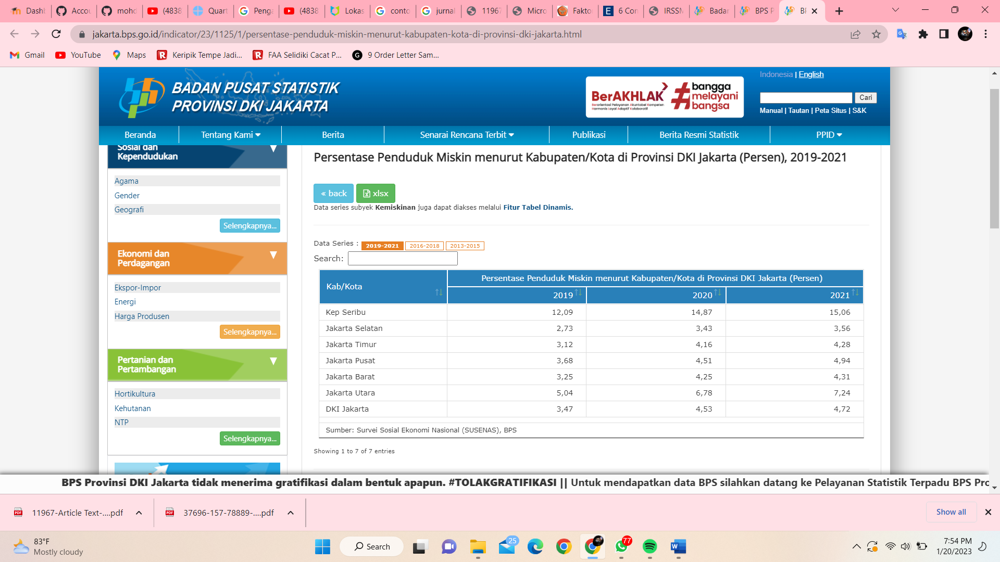 Dashb
Accou
mohd
(4838
Quart
Penga
(4838
Lokas
conto
jurnal
11967
Micro
Fakto
6 Con
IRSSM
Badan
BPS P
BP
jakarta.bps.go.id/indicator/23/1125/1/persentase-penduduk-miskin-menurut-kabupaten-kota-di-provinsi-dki-jakarta.html
Gmail YouTube Maps Keripik Tempe Jadi... FAA Selidiki Cacat P... 9 Order Letter Sam...
BADAN PUSAT STATISTIK
PROVINSI DKI JAKARTA
BerAKHLAK
Berorientasi Pelayanan Akuntabel Kompeten
Harmonis Loyal Adaptif Kolaboratif
# bangga
melayani
bangsa
Indonesia | English
Cari
Manual | Tautan | Peta Situs | S&K
Beranda Tentang Kami Berita Senarai Rencana Terbit Publikasi Berita Resmi Statistik PPID
Sosial dan
Kependudukan
Agama
Gender
Geografi
Selengkapnya...
Ekonomi dan
Perdagangan
Ekspor-Impor
Energi
Harga Produsen
Selengkapnya...
Pertanian dan
Pertambangan
Hortikultura
Kehutanan
NTP
Selengkapnya...
Persentase Penduduk Miskin menurut Kabupaten/Kota di Provinsi DKI Jakarta (Persen), 2019-2021
« back xlsx
Data series subyek Kemiskinan juga dapat diakses melalui Fitur Tabel Dinamis.
Data Series : 2019-2021 2016-2018 2013-2015
Search:
Kab/Kota Persentase Penduduk Miskin menurut Kabupaten/Kota di Provinsi DKI Jakarta (Persen)
2019 2020 2021
Kep Seribu 12,09 14,87 15,06
Jakarta Selatan 2,73 3,43 3,56
Jakarta Timur 3,12 4,16 4,28
Jakarta Pusat 3,68 4,51 4,94
Jakarta Barat 3,25 4,25 4,31
Jakarta Utara 5,04 6,78 7,24
DKI Jakarta 3,47 4,53 4,72
Sumber: Survei Sosial Ekonomi Nasional (SUSENAS), BPS
Showing 1 to 7 of 7 entries
BPS Provinsi DKI Jakarta tidak menerima gratifikasi dalam bentuk apapun. #TOLAKGRATIFIKASI || Untuk mendapatkan data BPS silahkan datang ke Pelayanan Statistik Terpadu BPS Pro
11967-Article Text-....pdf 37696-157-78889-....pdf Show all
83°F
Mostly cloudy
Search
25
77
7:54 PM
1/20/2023